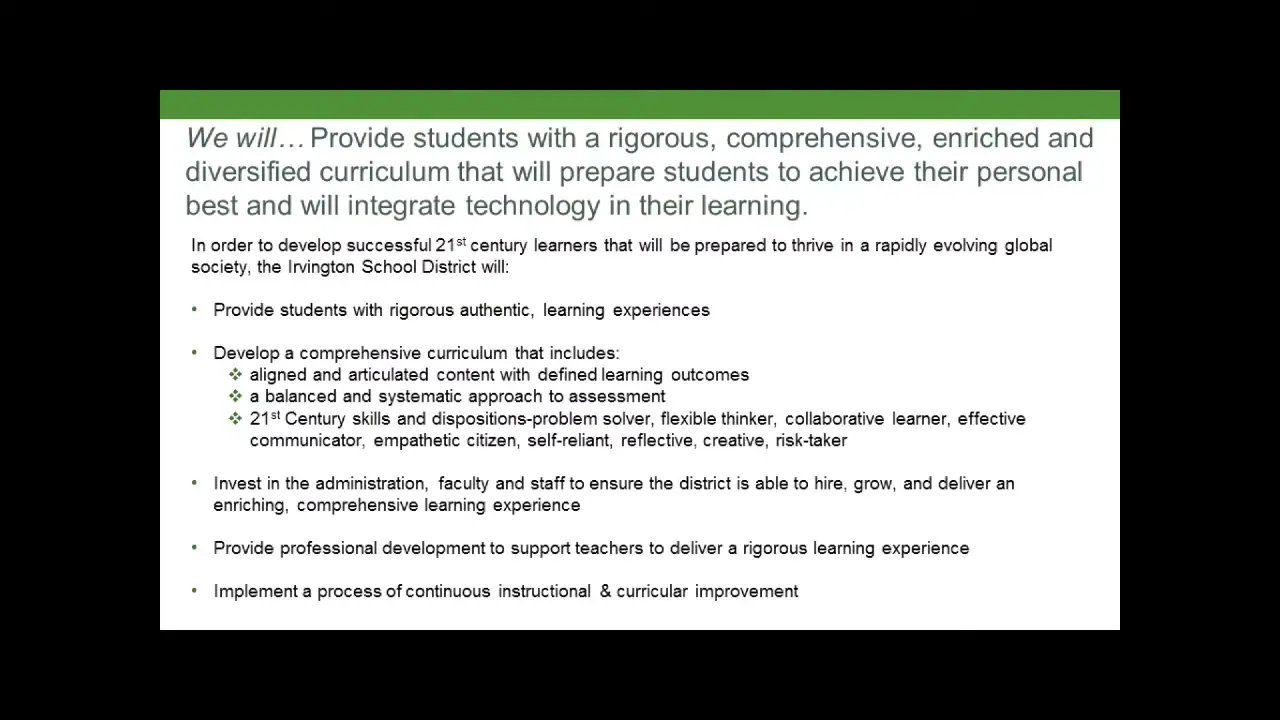 We will… Provide students with a rigorous, comprehensive, enriched and
diversified curriculum that will prepare students to achieve their personal
best and will integrate technology in their learning.
In order to develop successful 21st century learners that will be prepared to thrive in a rapidly evolving global
society, the Irvington School District will:
• Provide students with rigorous authentic, learning experiences
• Develop a comprehensive curriculum that includes:
❖ aligned and articulated content with defined learning outcomes
❖ a balanced and systematic approach to assessment
❖ 21st Century skills and dispositions-problem solver, flexible thinker, collaborative learner, effective
communicator, empathetic citizen, self-reliant, reflective, creative, risk-taker
• Invest in the administration, faculty and staff to ensure the district is able to hire, grow, and deliver an
enriching, comprehensive learning experience
• Provide professional development to support teachers to deliver a rigorous learning experience
• Implement a process of continuous instructional & curricular improvement